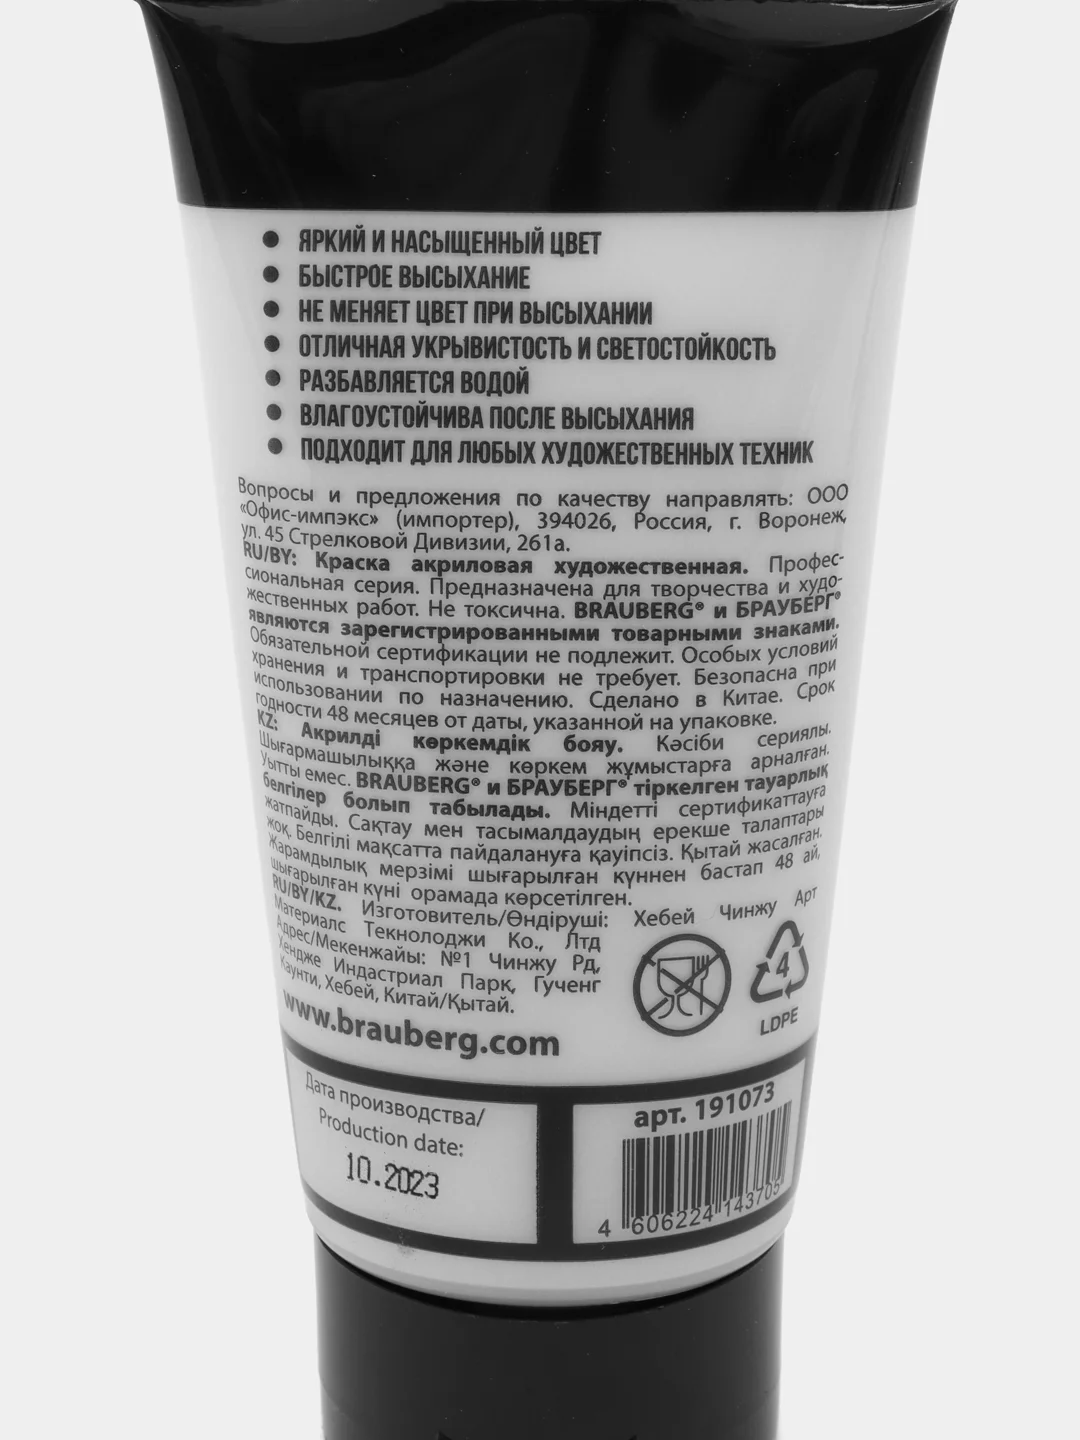 • ЯРКИЙ И НАСЫЩЕННЫЙ ЦВЕТ
• БЫСТРОЕ ВЫСЫХАНИЕ
• НЕ МЕНЯЕТ ЦВЕТ ПРИ ВЫСЫХАНИИ
• ОТЛИЧНАЯ УКРЫВИСТОСТЬ И СВЕТОСТОЙКОСТЬ
• РАЗБАВЛЯЕТСЯ ВОДОЙ
• ВЛАГОУСТОЙЧИВА ПОСЛЕ ВЫСЫХАНИЯ
• ПОДХОДИТ ДЛЯ ЛЮБЫХ ХУДОЖЕСТВЕННЫХ ТЕХНИК
Вопросы и предложения по качеству направлять: ООО
«Офис-импэкс» (импортер), 394026, Россия, г. Воронеж,
ул. 45 Стрелковой Дивизии, 261а.
RU/BY: Краска акриловая художественная. Профес-
сиональная серия. Предназначена для творчества и худо-
жественных работ. Не токсична. BRAUBERG® и БРАУБЕРГ®
являются зарегистрированными товарными знаками.
Обязательной сертификации не подлежит. Особых условий
хранения и транспортировки не требует. Безопасна при
использовании по назначению. Сделано в Китае. Срок
годности 48 месяцев от даты, указанной на упаковке.
KZ: Акрилді көркемдік бояу. Кәсіби сериялы.
Шығармашылыққа және көркем жұмыстарға арналған.
Уытты емес. BRAUBERG® и БРАУБЕРГ® тіркелген тауарлық
белгілер болып табылады. Міндетті сертификаттауға
жатпайды. Сақтау мен тасымалдаудың ерекше талаптары
жоқ. Белгілі мақсатта пайдалануға қауіпсіз. Қытай жасалған.
Жарамдылық мерзімі шығарылған күннен бастап 48 ай,
шығарылған күні орамада көрсетілген.
RU/BY/KZ. Изготовитель/Өндіруші: Хебей Чинжу Арт
Материалс Текнолоджи Ко., Лтд
Адрес/Мекенжайы: №1 Чинжу Рд,
Хендже Индастриал Парк, Гученг
Каунти, Хебей, Китай/Қытай.
4
LDPE
www.brauberg.com
Дата производства/
Production date:
10.2023
арт. 191073
4 606224 143705